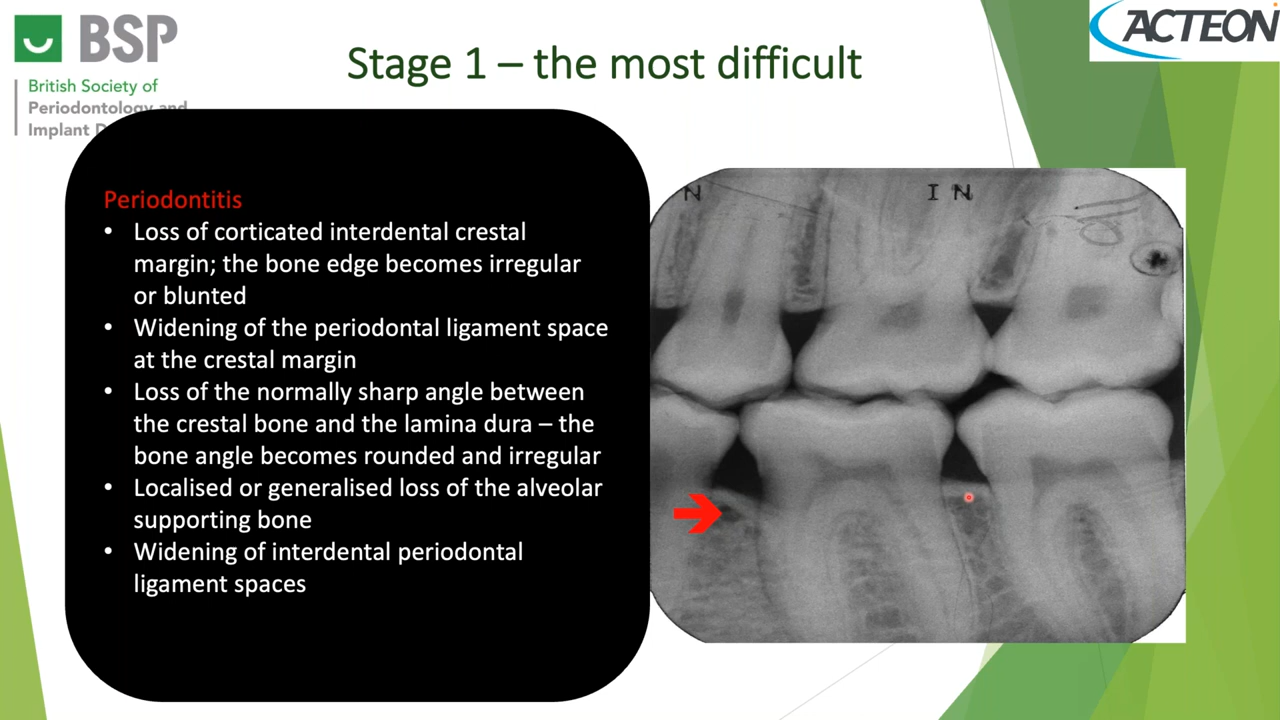 BSP
British Society of
Periodontology and
Implant D
ACTEON
Stage 1 – the most difficult
Periodontitis
• Loss of corticated interdental crestal
margin; the bone edge becomes irregular
or blunted
• Widening of the periodontal ligament space
at the crestal margin
• Loss of the normally sharp angle between
the crestal bone and the lamina dura – the
bone angle becomes rounded and irregular
• Localised or generalised loss of the alveolar
supporting bone
• Widening of interdental periodontal
ligament spaces
N
I N